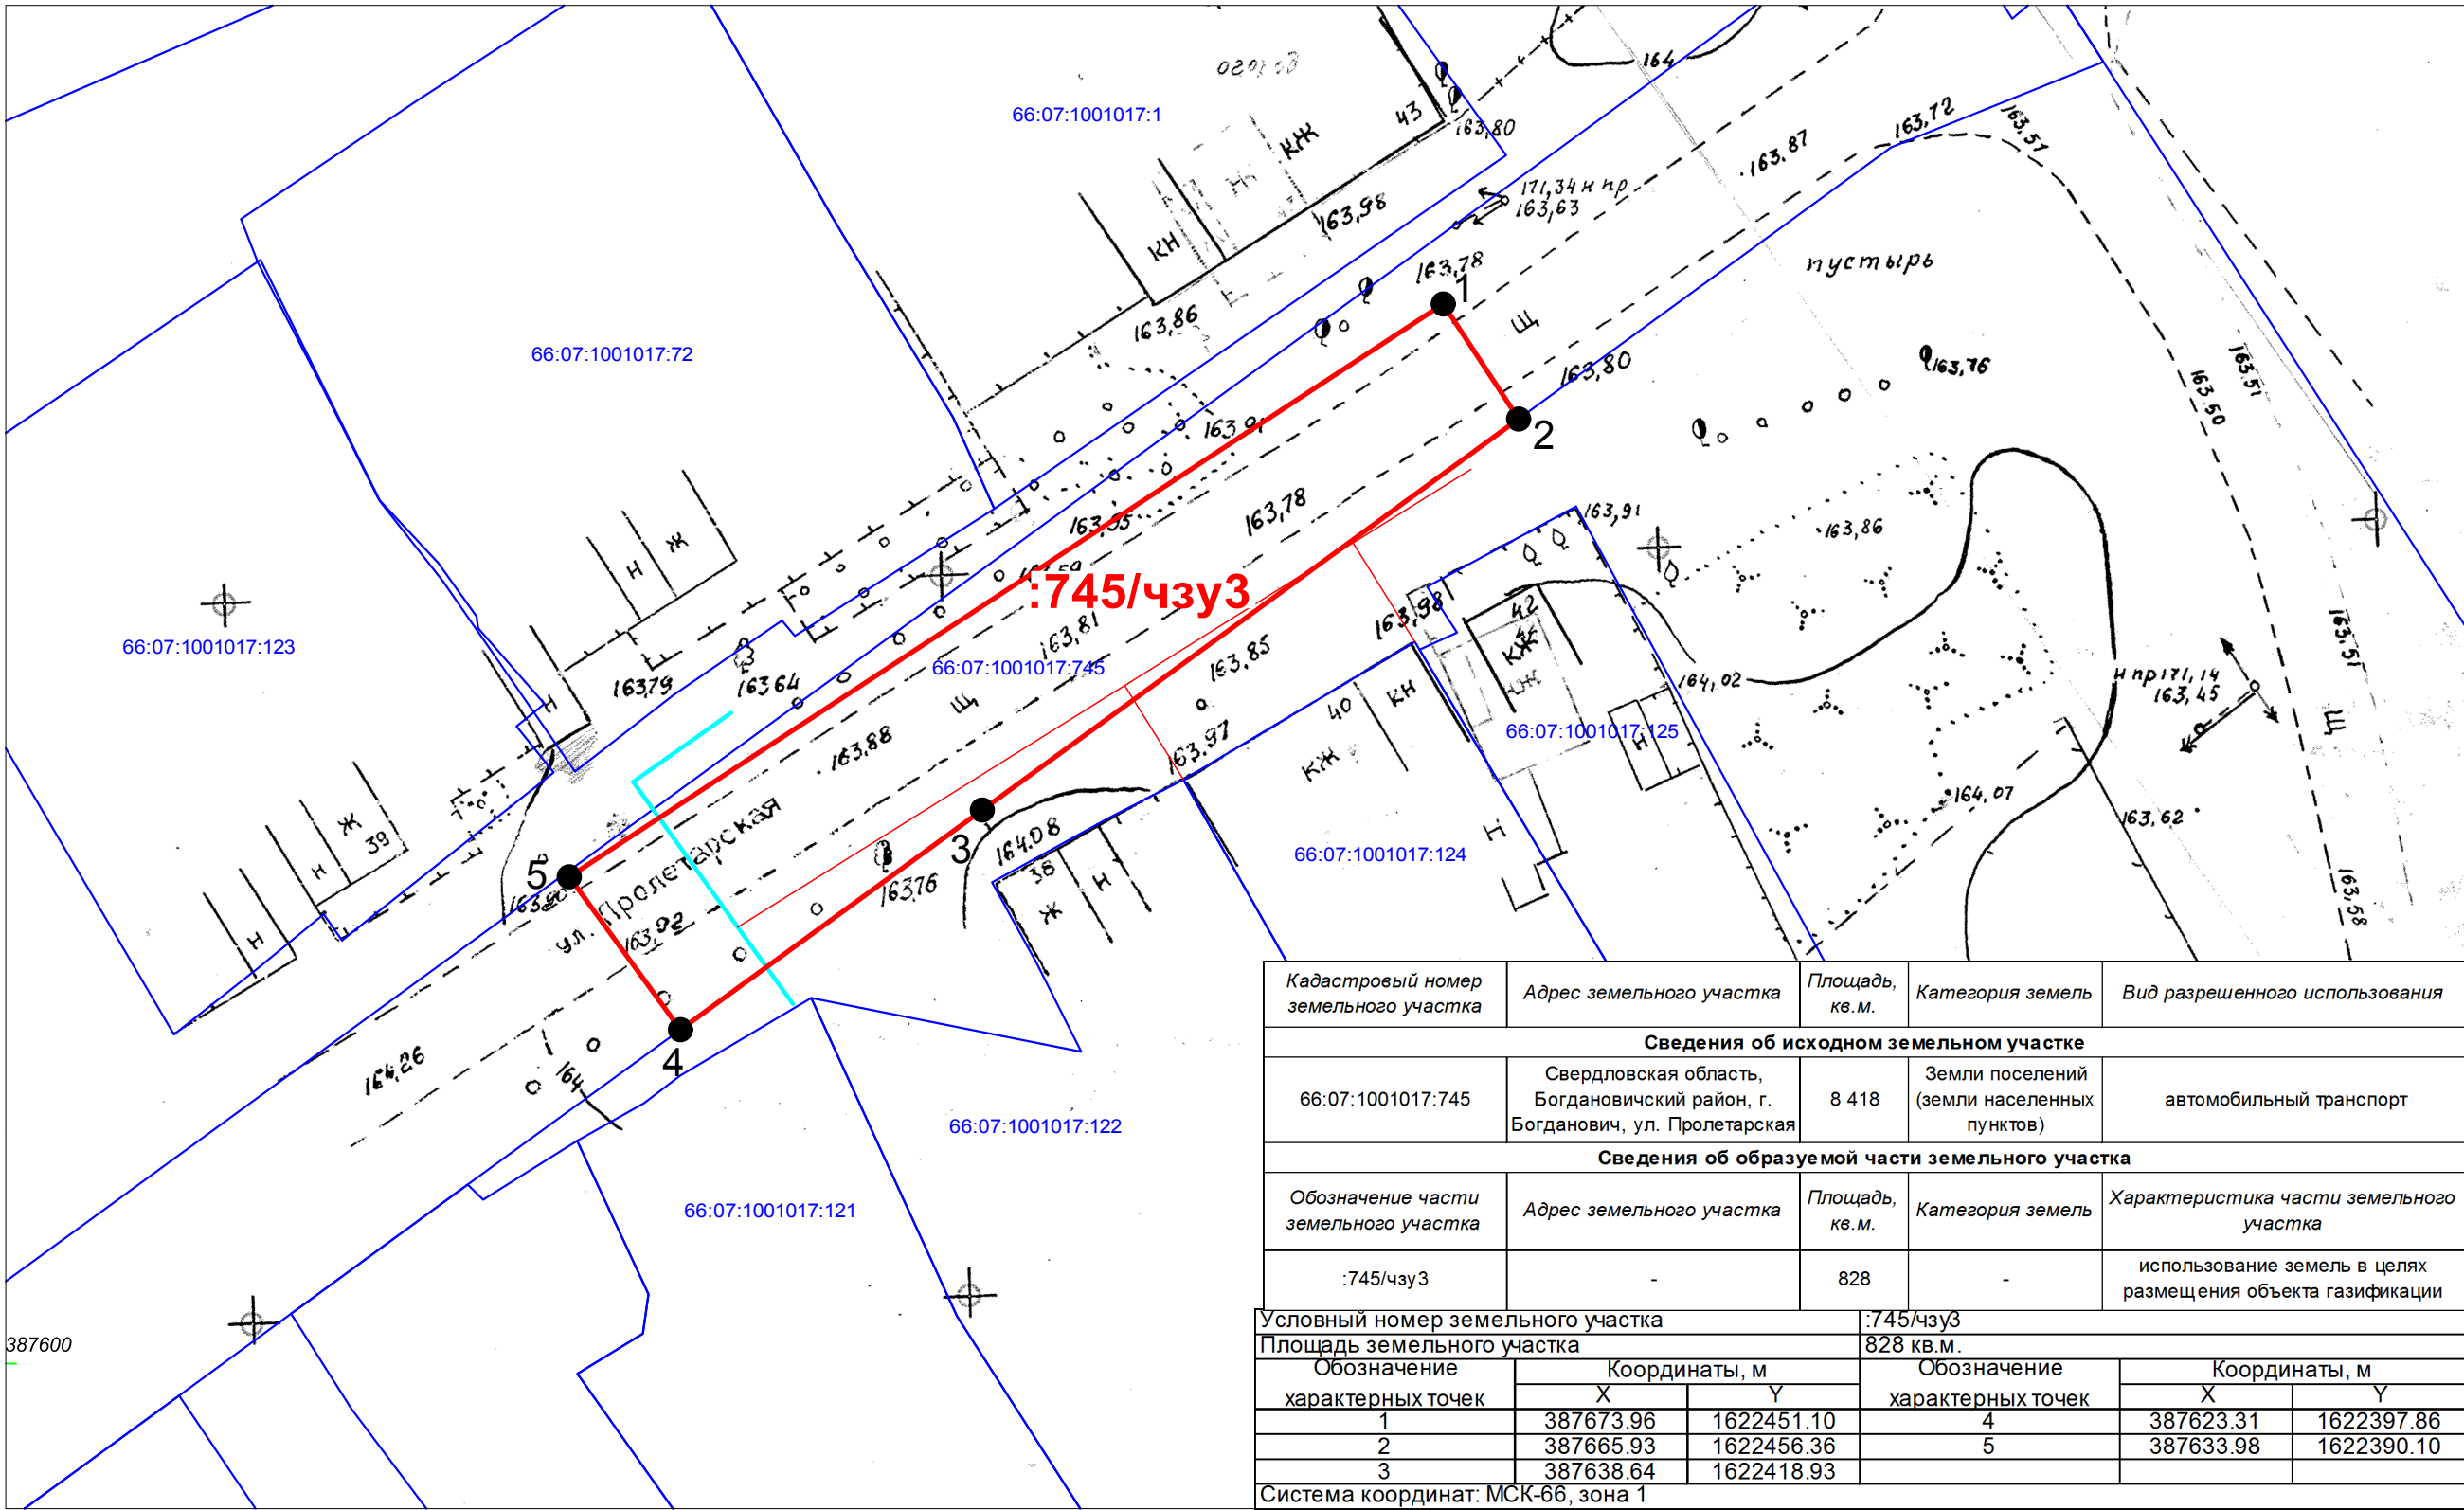 66:07:1001017:1
43
КЖ
163,80
164
163,72
163,51
163,87
171,34 н пр
163,63
163,98
КН
163,78
1
пустырь
163,86
Щ
66:07:1001017:72
163,80
163,76
163,51
163,50
2
163,91
163,78
163,91
163,95
163,86
Н
Ж
:745/чзу3
66:07:1001017:123
163,81
163,98
42
КЖ
163,85
66:07:1001017:745
163,51
164,02
н пр 171,14
163,45
163,79
163,64
Н
Щ
40
КН
66:07:1001017:125
Н
Щ
163,88
163,97
КЖ
164,07
163,62
Ж
39
Н
ул. Пролетарская
3
164.08
66:07:1001017:124
5
38
163,76
Н
Ж
163,58
Н
163,92
4
164,26
164
66:07:1001017:122
66:07:1001017:121
387600
Кадастровый номер земельного участка Адрес земельного участка Площадь, кв.м. Категория земель Вид разрешенного использования
Сведения об исходном земельном участке
Свердловская область, Земли поселений
66:07:1001017:745 Богдановичский район, г. 8 418 (земли населенных автомобильный транспорт
Богданович, ул. Пролетарская пунктов)
Сведения об образуемой части земельного участка
Обозначение части земельного участка Адрес земельного участка Площадь, кв.м. Категория земель Характеристика части земельного участка
:745/чзу3 - 828 - использование земель в целях размещения объекта газификации
Условный номер земельного участка :745/чзу3
Площадь земельного участка 828 кв.м.
Обозначение Координаты, м Обозначение Координаты, м
характерных точек X Y характерных точек X Y
1 387673.96 1622451.10 4 387623.31 1622397.86
2 387665.93 1622456.36 5 387633.98 1622390.10
3 387638.64 1622418.93
Система координат: МСК-66, зона 1